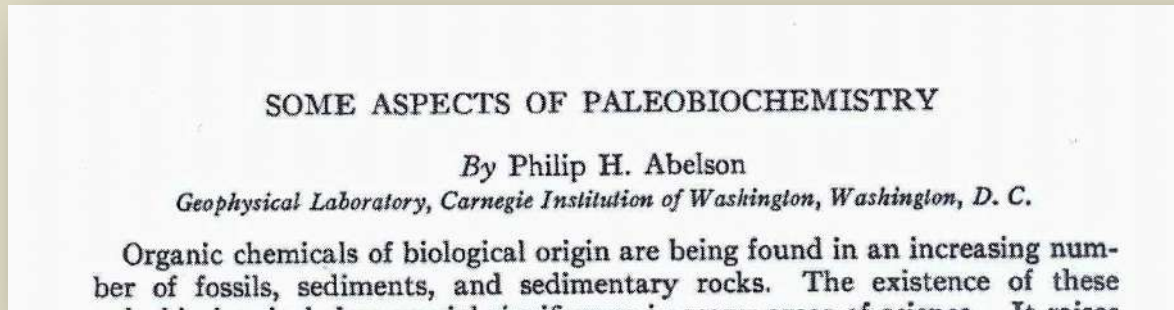 SOME ASPECTS OF PALEOBIOCHEMISTRY
By Philip H. Abelson
Geophysical Laboratory, Carnegie Institution of Washington, Washington, D. C.
Organic chemicals of biological origin are being found in an increasing num-
ber of fossils, sediments, and sedimentary rocks. The existence of these